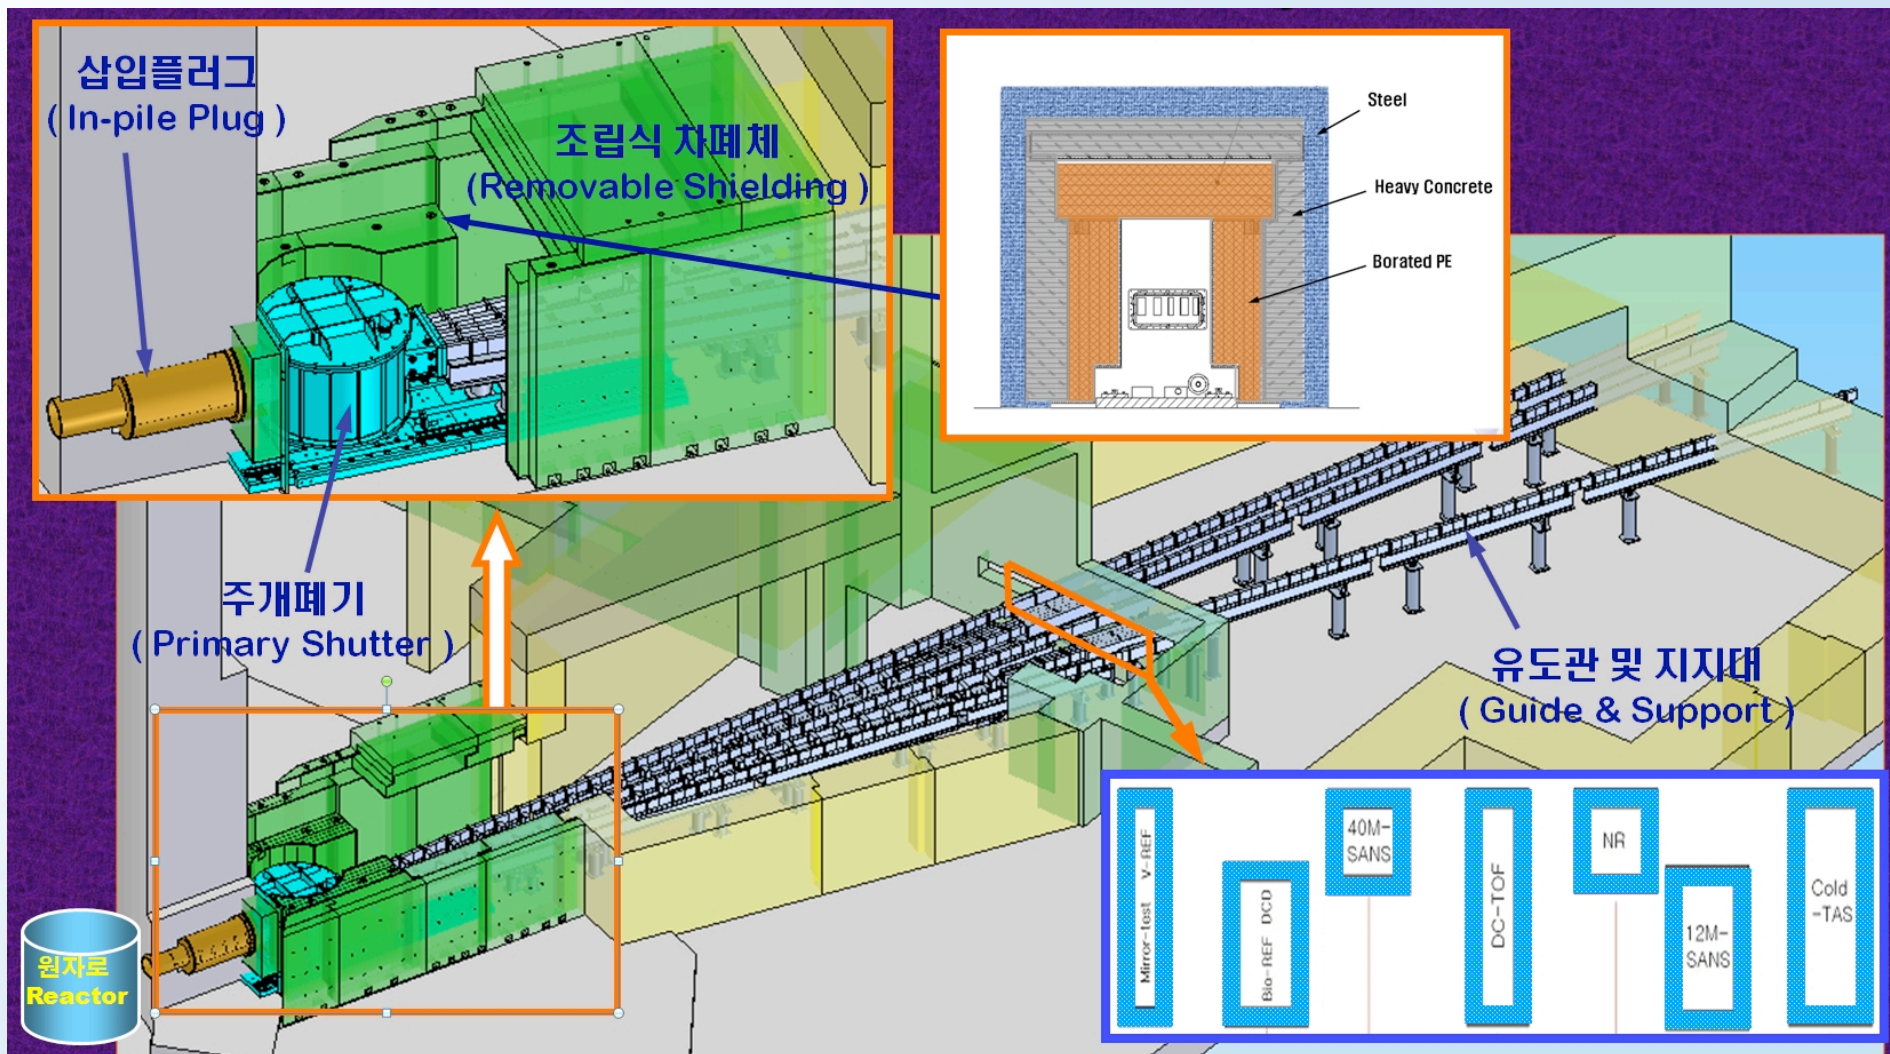 삽입플러그
( In-pile Plug )
조립식 차폐체
(Removable Shielding )
주개폐기
( Primary Shutter )
Steel
Heavy Concrete
Borated PE
유도관 및 지지대
( Guide & Support )
원자로
Reactor
Mirror-test V-REF
Bio-REF DCD
40M-
SANS
DC-TOF
NR
12M-
SANS
Cold
-TAS